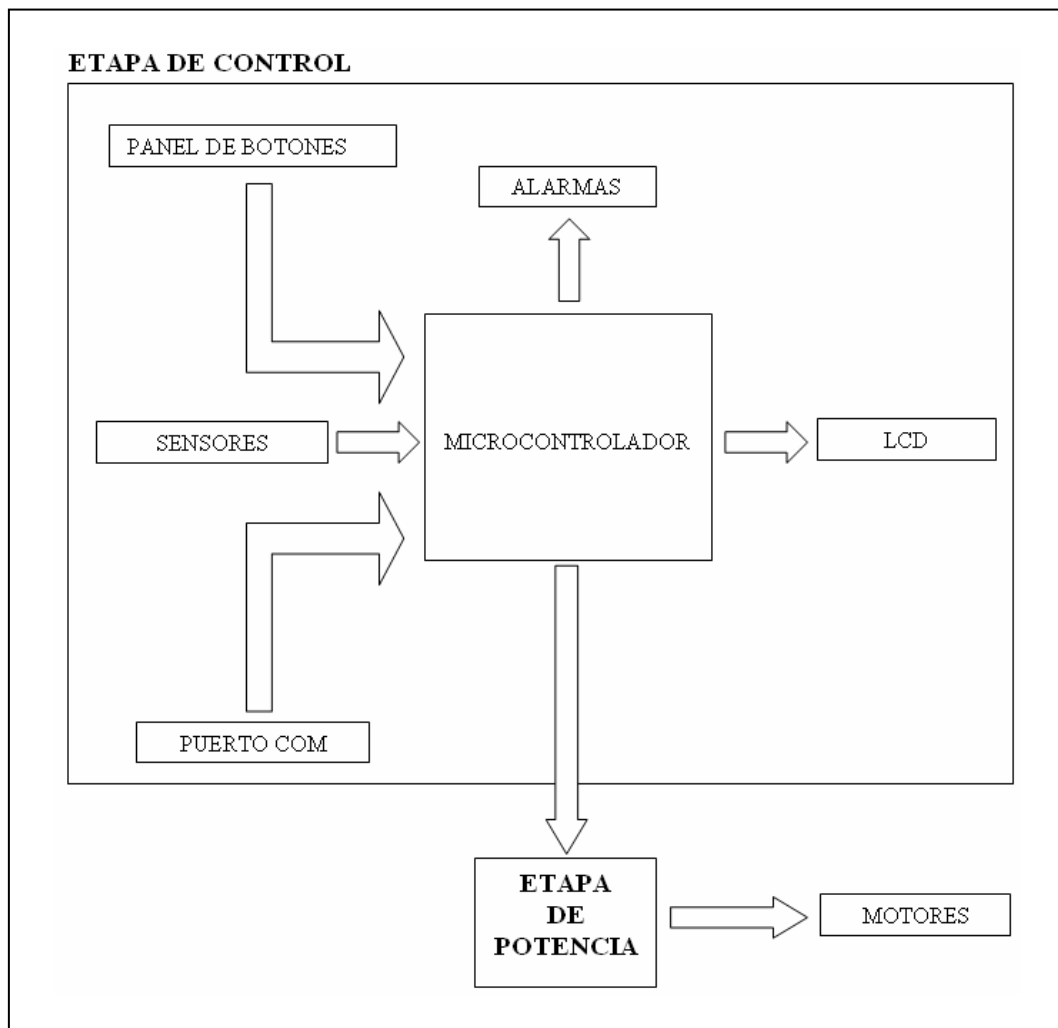 ETAPA DE CONTROL
PANEL DE BOTONES
ALARMAS
SENSORES
MICROCONTROLADOR
LCD
PUERTO COM
ETAPA
DE
POTENCIA
MOTORES